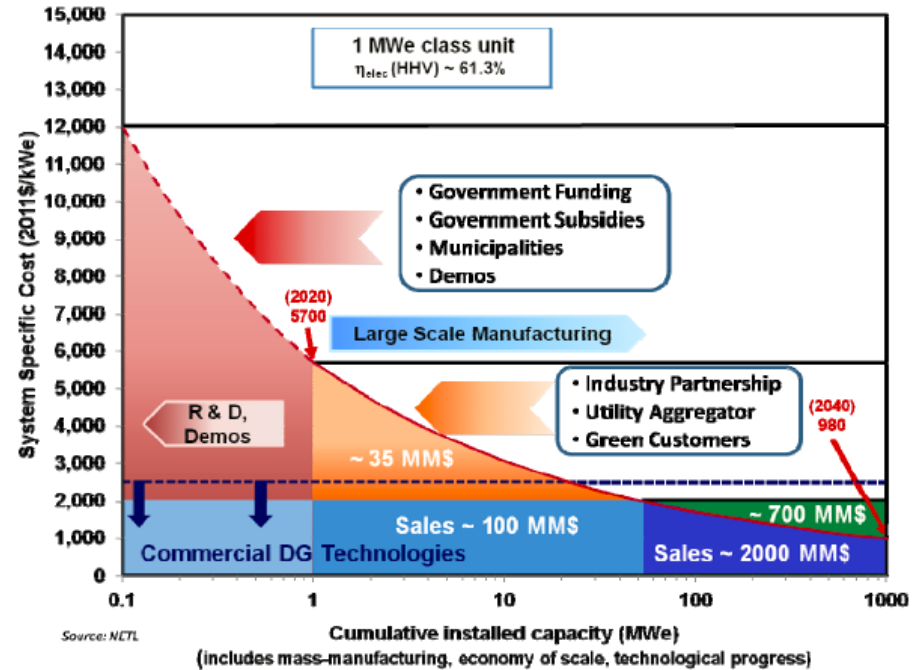 15,000
14,000
13,000
12,000
11,000
10,000
9,000
8,000
7,000
6,000
5,000
4,000
3,000
2,000
1,000
0
System Specific Cost (2011$/kWe)
1 MWe class unit
ηelec (HHV) ~ 61.3%
• Government Funding
• Government Subsidies
• Municipalities
• Demos
(2020)
5700
Large Scale Manufacturing
• Industry Partnership
• Utility Aggregator
• Green Customers
(2040)
980
R & D,
Demos
~ 35 MM$
~ 700 MM$
Sales ~ 100 MM$
Commercial DG Technologies
Sales ~ 2000 MM$
0.1
1
10
100
1000
Source: NETL
Cumulative installed capacity (MWe)
(includes mass-manufacturing, economy of scale, technological progress)